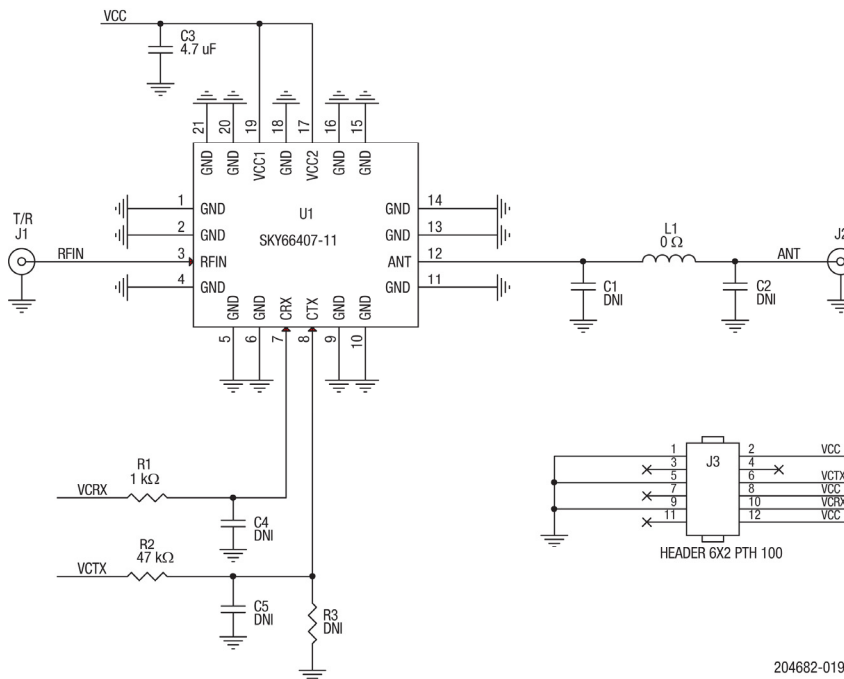 VCC
C3
4.7 uF
21
20
19
18
17
16
15
GND
GND
VCC1
GND
VCC2
GND
GND
1
GND
2
GND
T/R
J1
RFIN
3
RFIN
4
GND
U1
SKY66407-11
GND
14
GND
13
ANT
12
GND
11
L1
0 Ω
ANT
J2
C1
DNI
C2
DNI
GND
GND
CRX
CTX
GND
GND
5
6
7
8
9
10
VCRX
R1
1 kΩ
C4
DNI
VCTX
R2
47 kΩ
C5
DNI
R3
DNI
J3
1
2
VCC
3
4
5
6
VCTX
7
8
VCC
9
10
VCRX
11
12
VCC
HEADER 6X2 PTH 100
204682-019